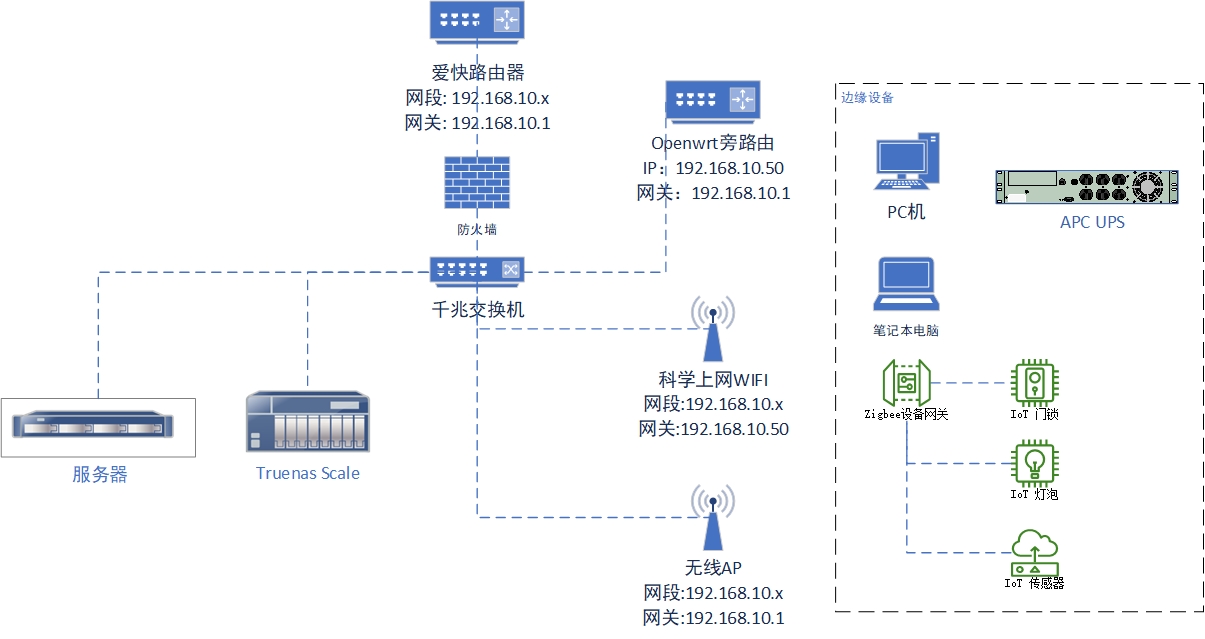 爱快路由器
网段: 192.168.10.x
网关: 192.168.10.1
Openwrt旁路由
IP：192.168.10.50
网关：192.168.10.1
防火墙
千兆交换机
服务器
Truenas Scale
科学上网WIFI
网段:192.168.10.x
网关:192.168.10.50
无线AP
网段:192.168.10.x
网关:192.168.10.1
边缘设备
PC机
APC UPS
笔记本电脑
Zigbee设备网关
IoT 门锁
IoT 灯泡
IoT 传感器